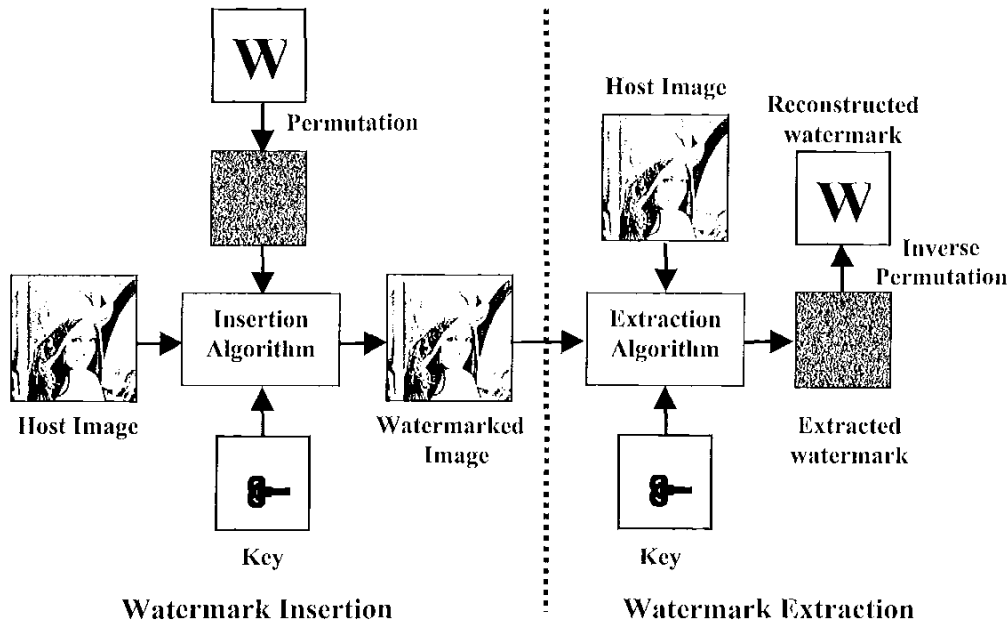 W
Permutation
Insertion
Algorithm
Host Image
Watermarked
Image
Key
Watermark Insertion
Host Image
Reconstructed
watermark
W
Inverse
Permutation
Extraction
Algorithm
Extracted
watermark
Key
Watermark Extraction